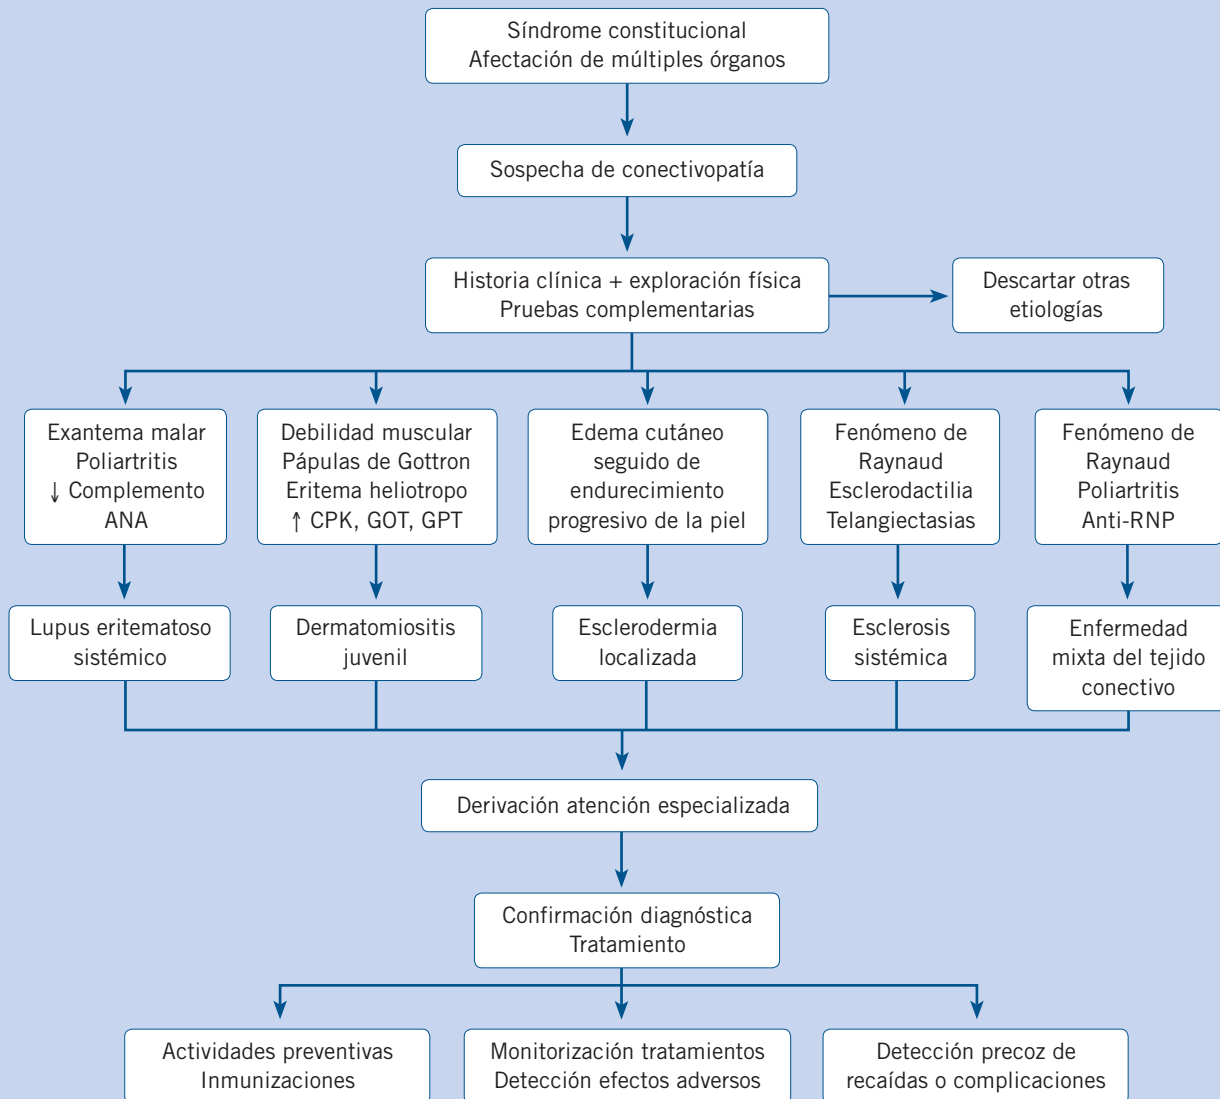 Síndrome constitucional
Afectación de múltiples órganos
Sospecha de conectivopatía
Historia clínica + exploración física
Pruebas complementarias
Descartar otras
etiologías
Exantema malar
Poliartritis
↓ Complemento
ANA
Debilidad muscular
Pápulas de Gottron
Eritema heliotropo
↑ CPK, GOT, GPT
Edema cutáneo
seguido de
endurecimiento
progresivo de la piel
Fenómeno de
Raynaud
Esclerodactilia
Telangiectasias
Fenómeno de
Raynaud
Poliartritis
Anti-RNP
Lupus eritematoso
sistémico
Dermatomiositis
juvenil
Esclerodermia
localizada
Esclerosis
sistémica
Enfermedad
mixta del tejido
conectivo
Derivación atención especializada
Confirmación diagnóstica
Tratamiento
Actividades preventivas
Inmunizaciones
Monitorización tratamientos
Detección efectos adversos
Detección precoz de
recaídas o complicaciones